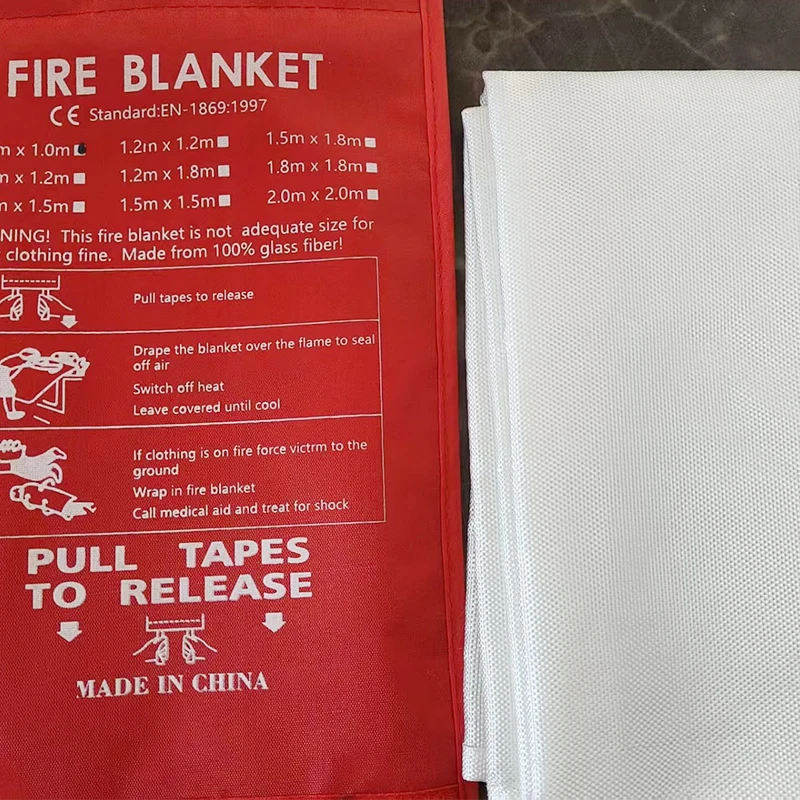 FIRE BLANKET
CE Standard:EN-1869:1997
m x 1.0m 1.2m x 1.2m 1.5m x 1.8m
m x 1.2m 1.2m x 1.8m 1.8m x 1.8m
m x 1.5m 1.5m x 1.5m 2.0m x 2.0m
NING! This fire blanket is not adequate size for
clothing fine. Made from 100% glass fiber!
Pull tapes to release
Drape the blanket over the flame to seal
off air
Switch off heat
Leave covered until cool
If clothing is on fire force victrm to the
ground
Wrap in fire blanket
Call medical aid and treat for shock
PULL TAPES
TO RELEASE
MADE IN CHINA